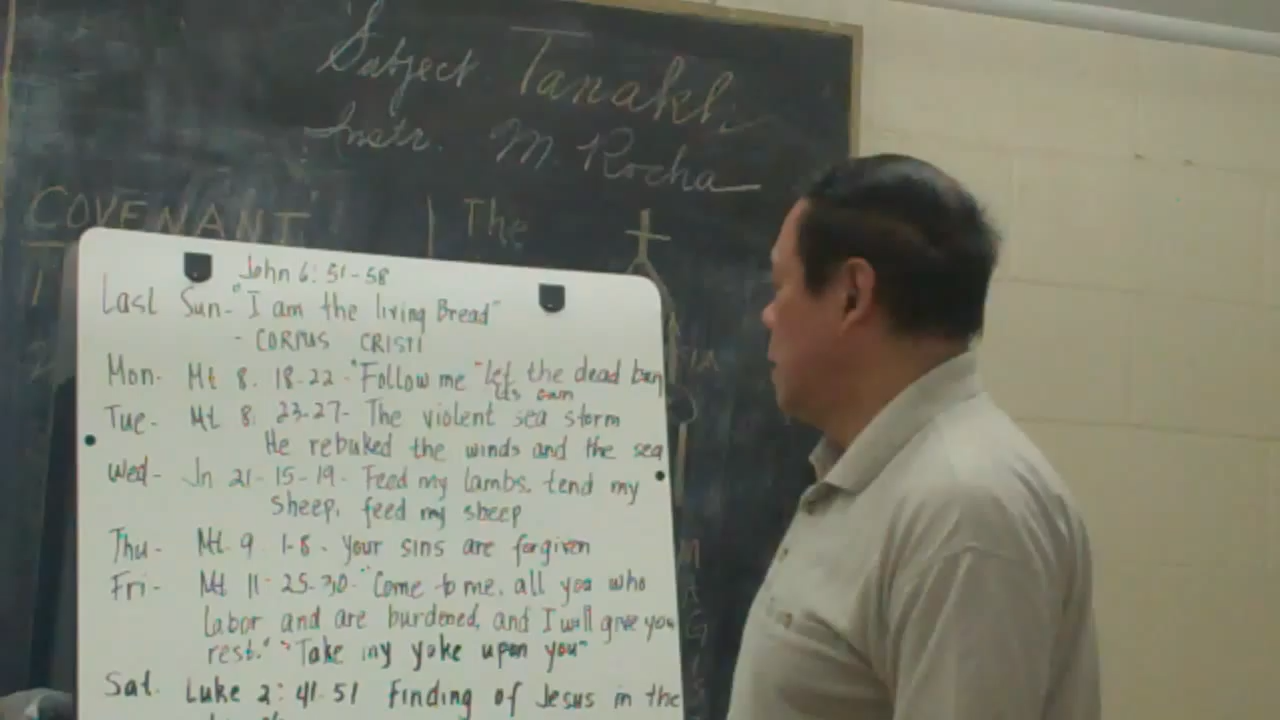 Subject Tanakh
Instr. M. Rocha
COVENANT The
John 6: 51-58
Last Sun- "I am the living Bread"
- CORPUS CRISTI
Mon- Mt 8. 18-22- "Follow me "let the dead bury
its own
Tue- Mt 8: 23-27- The violent sea storm
He rebuked the winds and the sea
Wed- Jn 21-15-19- Feed my lambs. tend my
sheep, feed my sheep
Thu- Mt 9 1-8- your sins are forgiven
Fri- Mt 11-25-30- "Come to me, all you who
labor and are burdened, and I will give you
rest." "Take my yoke upon you"
Sat. Luke 2: 41-51 Finding of Jesus in the